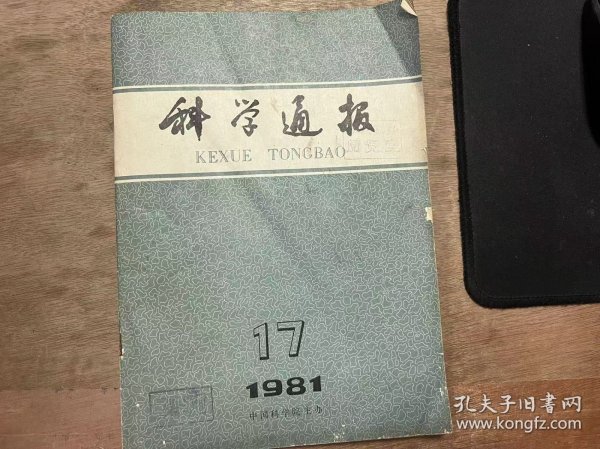 科学通报
KEXUE TONGBAO
17
1981
中国科学院主办
孔夫子旧书网
www.kongfz.com